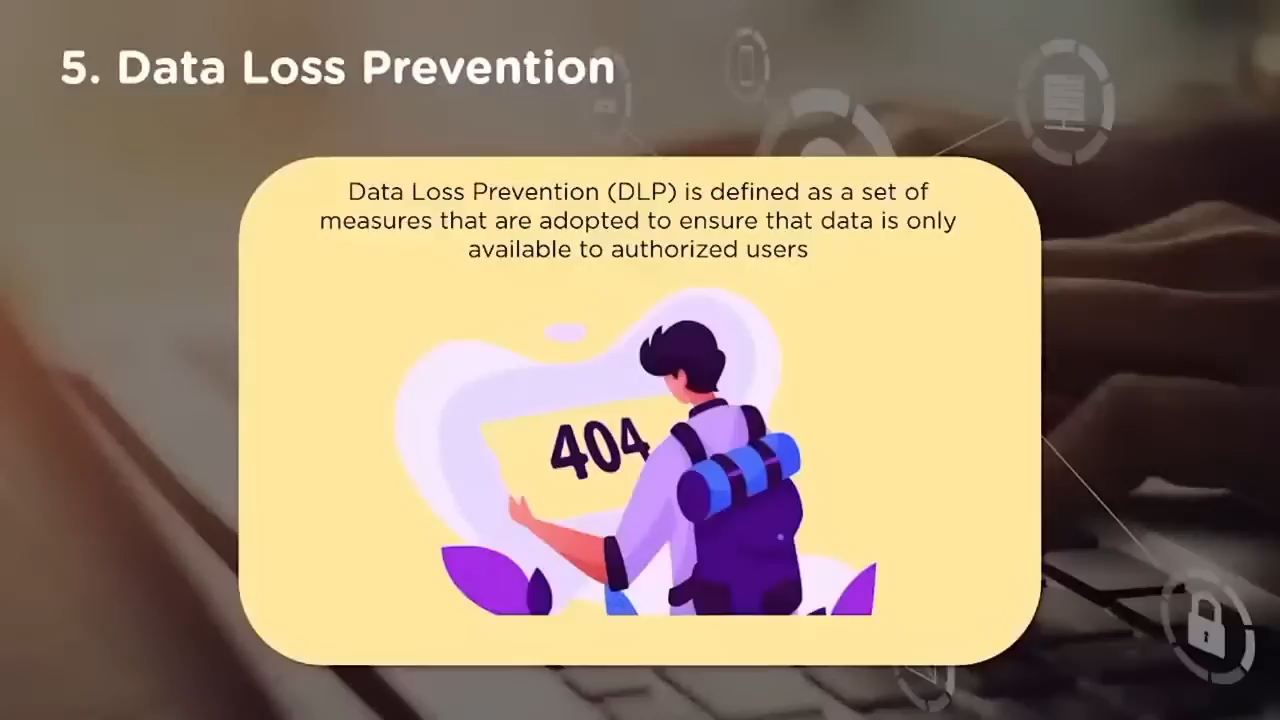 5. Data Loss Prevention
Data Loss Prevention (DLP) is defined as a set of
measures that are adopted to ensure that data is only
available to authorized users
404